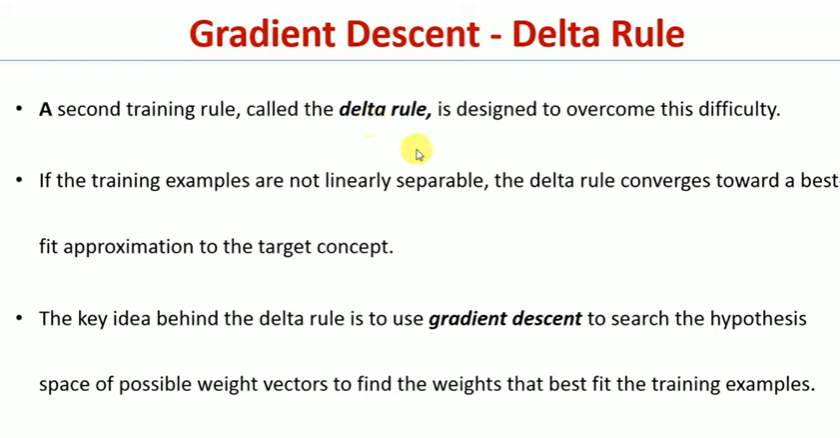 Gradient Descent - Delta Rule
• A second training rule, called the delta rule, is designed to overcome this difficulty.
• If the training examples are not linearly separable, the delta rule converges toward a best
fit approximation to the target concept.
• The key idea behind the delta rule is to use gradient descent to search the hypothesis
space of possible weight vectors to find the weights that best fit the training examples.